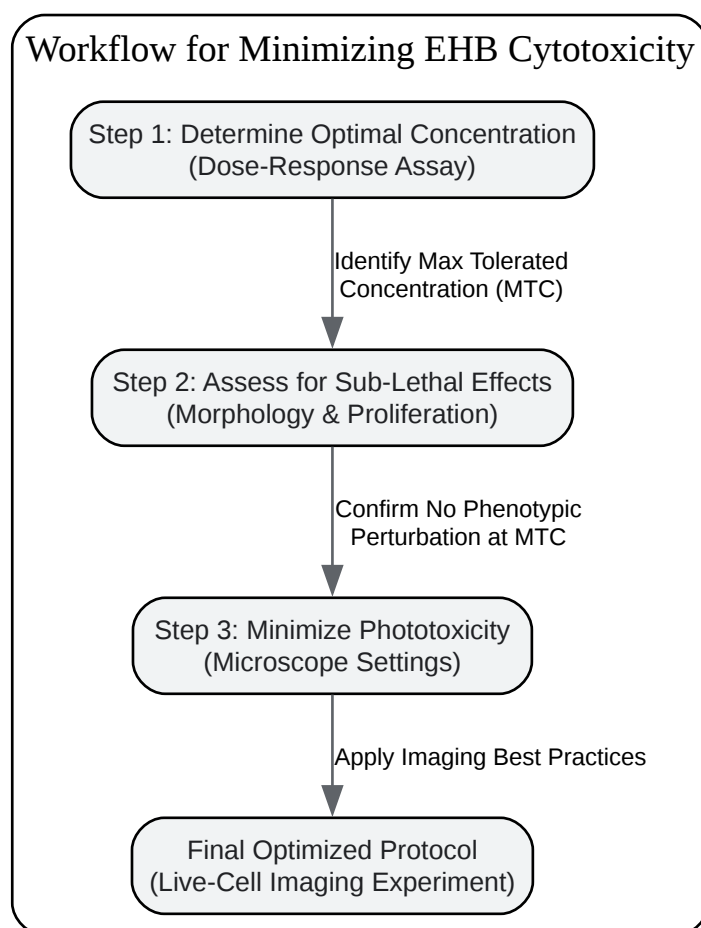 Workflow for Minimizing EHB Cytotoxicity
Step 1: Determine Optimal Concentration
(Dose-Response Assay)
Identify Max Tolerated
Concentration (MTC)
Step 2: Assess for Sub-Lethal Effects
(Morphology & Proliferation)
Confirm No Phenotypic
Perturbation at MTC
Step 3: Minimize Phototoxicity
(Microscope Settings)
Apply Imaging Best Practices
Final Optimized Protocol
(Live-Cell Imaging Experiment)